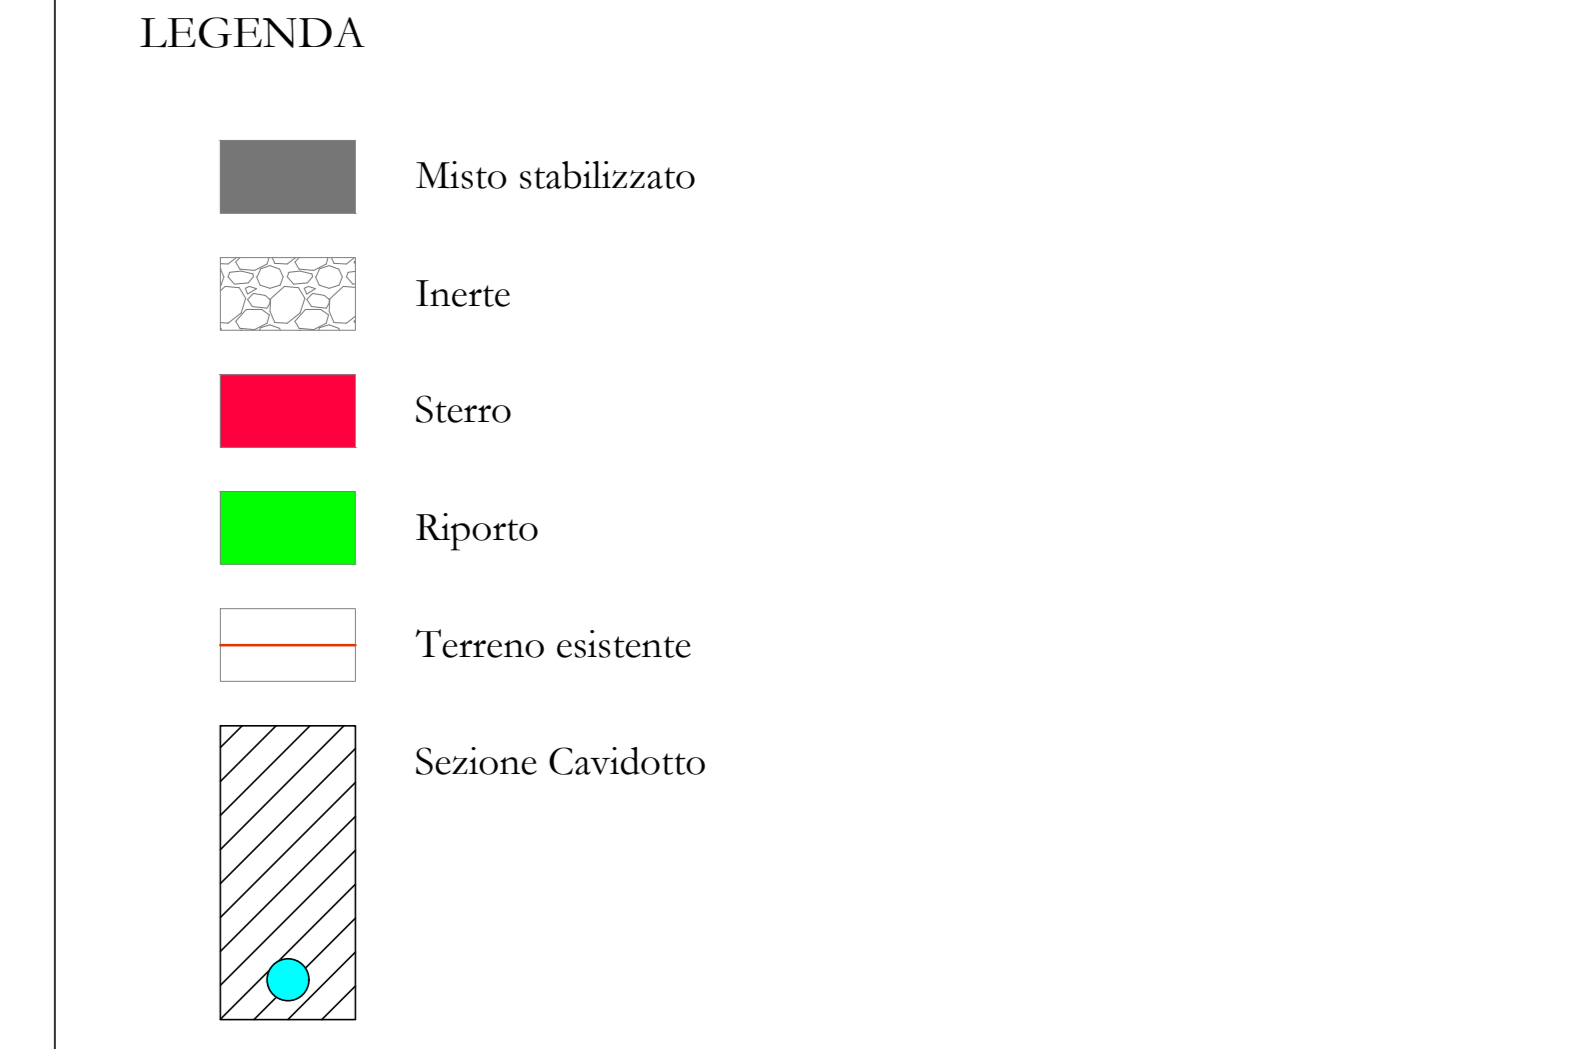 LEGENDA
Misto stabilizzato
Inerte
Sterro
Riporto
Terreno esistente
Sezione Cavidotto